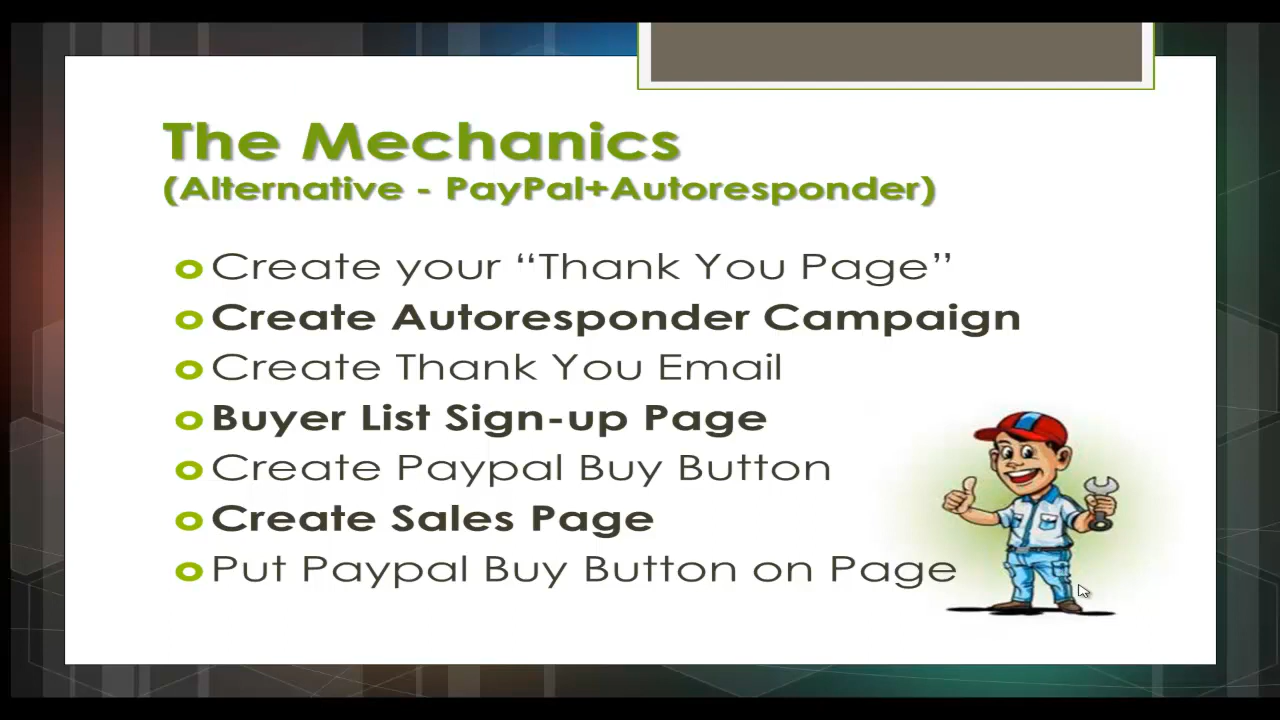 The Mechanics
(Alternative - PayPal+Autoresponder)
Create your “Thank You Page”
Create Autoresponder Campaign
Create Thank You Email
Buyer List Sign-up Page
Create Paypal Buy Button
Create Sales Page
Put Paypal Buy Button on Page